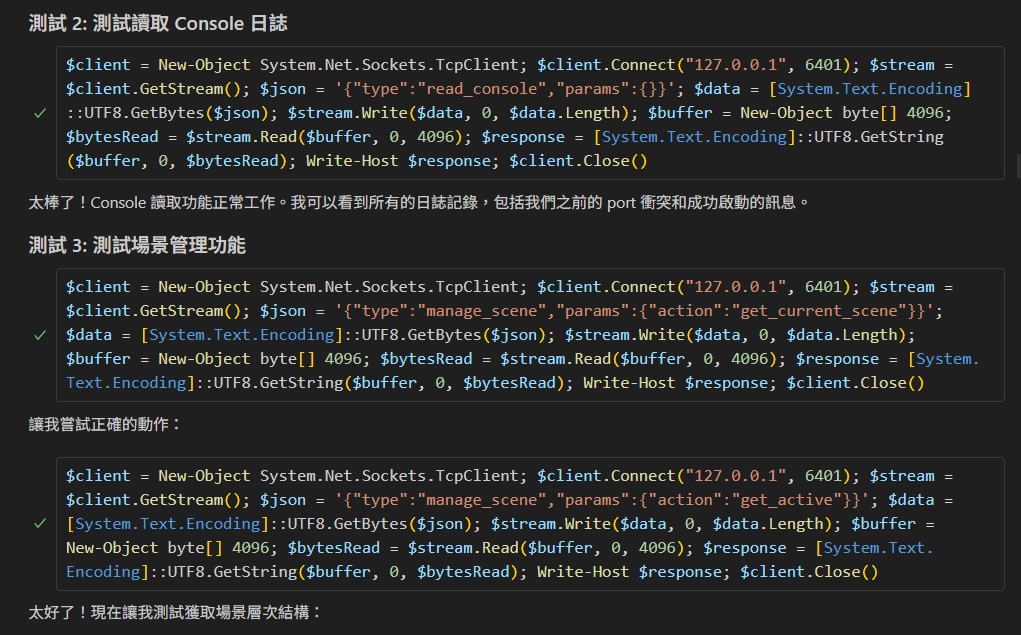 測試 2: 測試讀取 Console 日誌
$client = New-Object System.Net.Sockets.TcpClient; $client.Connect("127.0.0.1", 6401); $stream =
$client.GetStream(); $json = '{"type":"read_console","params":{}}'; $data = [System.Text.Encoding]
::UTF8.GetBytes($json); $stream.Write($data, 0, $data.Length); $buffer = New-Object byte[] 4096;
$bytesRead = $stream.Read($buffer, 0, 4096); $response = [System.Text.Encoding]::UTF8.GetString
($buffer, 0, $bytesRead); Write-Host $response; $client.Close()
太棒了！Console 讀取功能正常工作。我可以看到所有的日誌記錄，包括我們之前的 port 衝突和成功啟動的訊息。
測試 3: 測試場景管理功能
$client = New-Object System.Net.Sockets.TcpClient; $client.Connect("127.0.0.1", 6401); $stream =
$client.GetStream(); $json = '{"type":"manage_scene","params":{"action":"get_current_scene"}}';
$data = [System.Text.Encoding]::UTF8.GetBytes($json); $stream.Write($data, 0, $data.Length);
$buffer = New-Object byte[] 4096; $bytesRead = $stream.Read($buffer, 0, 4096); $response = [System.
Text.Encoding]::UTF8.GetString($buffer, 0, $bytesRead); Write-Host $response; $client.Close()
讓我嘗試正確的動作：
$client = New-Object System.Net.Sockets.TcpClient; $client.Connect("127.0.0.1", 6401); $stream =
$client.GetStream(); $json = '{"type":"manage_scene","params":{"action":"get_active"}}'; $data =
[System.Text.Encoding]::UTF8.GetBytes($json); $stream.Write($data, 0, $data.Length); $buffer =
New-Object byte[] 4096; $bytesRead = $stream.Read($buffer, 0, 4096); $response = [System.Text.
Encoding]::UTF8.GetString($buffer, 0, $bytesRead); Write-Host $response; $client.Close()
太好了！現在讓我測試獲取場景層次結構：